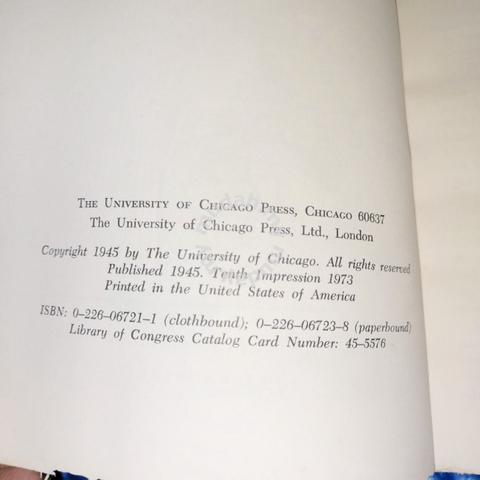 THE UNIVERSITY OF CHICAGO PRESS, CHICAGO 60637
The University of Chicago Press, Ltd., London
Copyright 1945 by The University of Chicago. All rights reserved
Published 1945. Tenth Impression 1973
Printed in the United States of America
ISBN: 0-226-06721-1 (clothbound); 0-226-06723-8 (paperbound)
Library of Congress Catalog Card Number: 45-5576